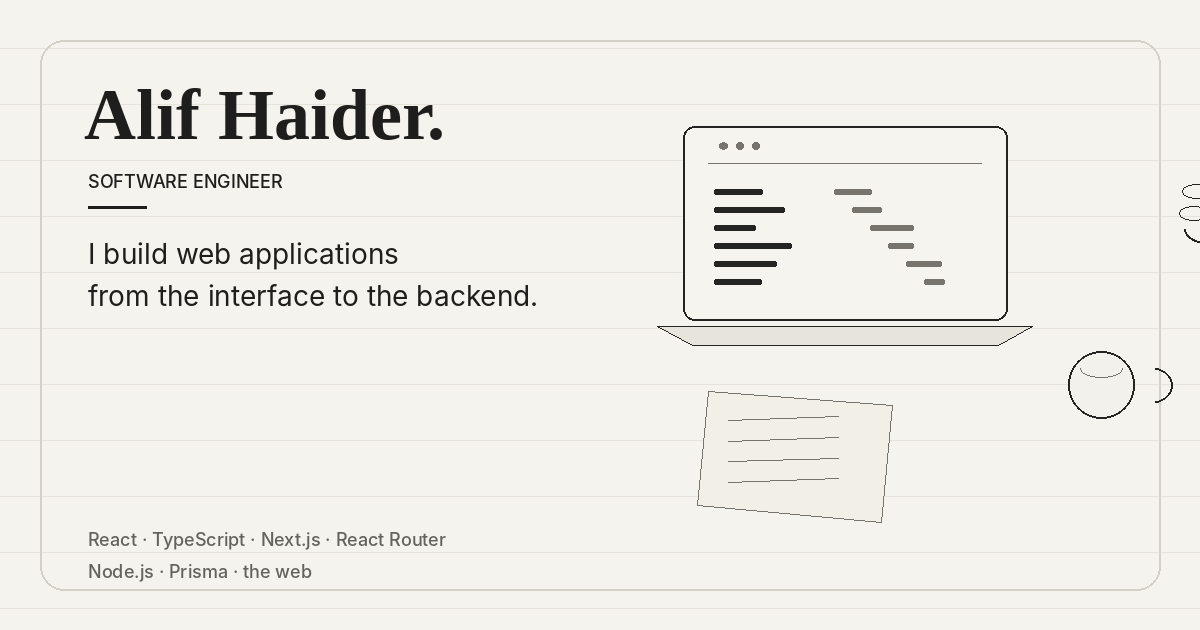 Alif Haider.
SOFTWARE ENGINEER
I build web applications
from the interface to the backend.
React · TypeScript · Next.js · React Router
Node.js · Prisma · the web